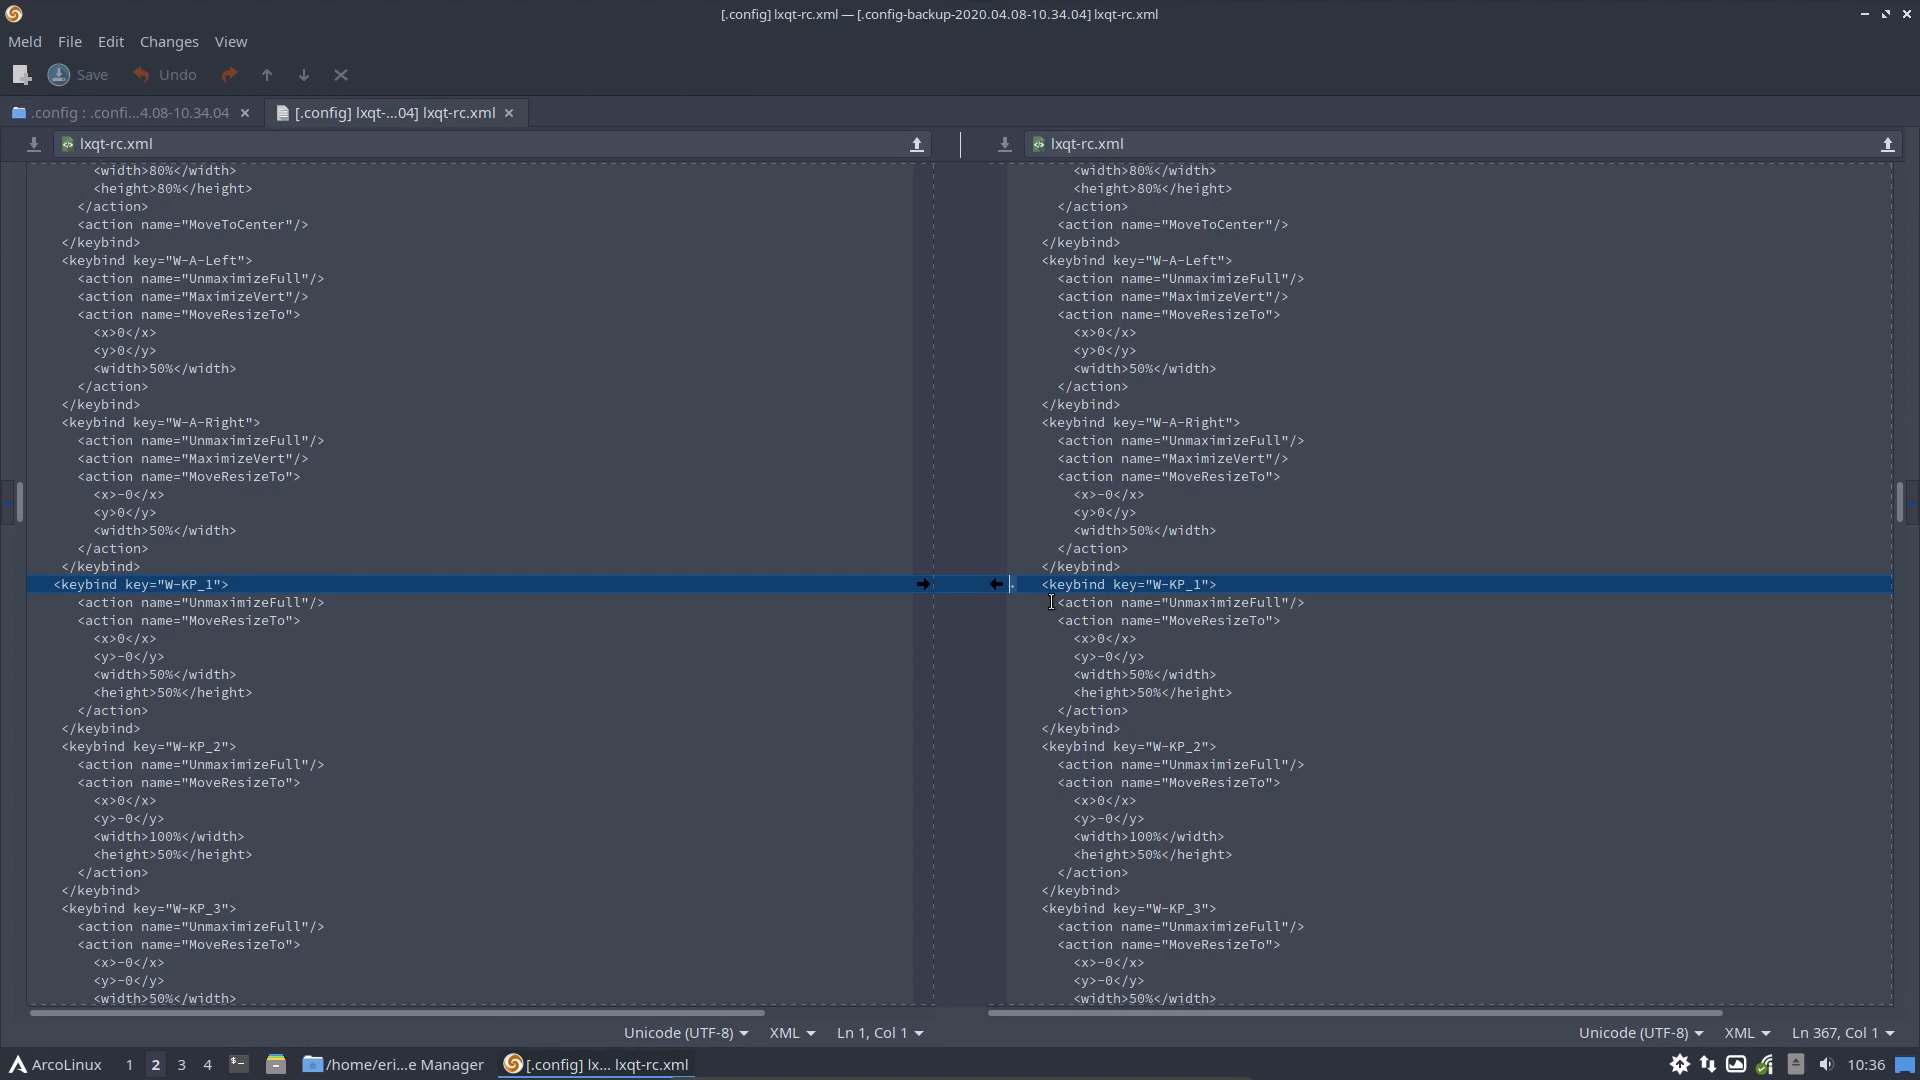 [.config] lxqt-rc.xml — [.config-backup-2020.04.08-10.34.04] lxqt-rc.xml
Meld File Edit Changes View
Save Undo
.config : .confi...4.08-10.34.04
[.config] lxqt-...04] lxqt-rc.xml
lxqt-rc.xml
<width>80%</width>
<height>80%</height>
</action>
<action name="MoveToCenter"/>
</keybind>
<keybind key="W-A-Left">
<action name="UnmaximizeFull"/>
<action name="MaximizeVert"/>
<action name="MoveResizeTo">
<x>0</x>
<y>0</y>
<width>50%</width>
</action>
</keybind>
<keybind key="W-A-Right">
<action name="UnmaximizeFull"/>
<action name="MaximizeVert"/>
<action name="MoveResizeTo">
<x>-0</x>
<y>0</y>
<width>50%</width>
</action>
</keybind>
<keybind key="W-KP_1">
<action name="UnmaximizeFull"/>
<action name="MoveResizeTo">
<x>0</x>
<y>-0</y>
<width>50%</width>
<height>50%</height>
</action>
</keybind>
<keybind key="W-KP_2">
<action name="UnmaximizeFull"/>
<action name="MoveResizeTo">
<x>0</x>
<y>-0</y>
<width>100%</width>
<height>50%</height>
</action>
</keybind>
<keybind key="W-KP_3">
<action name="UnmaximizeFull"/>
<action name="MoveResizeTo">
<x>-0</x>
<y>-0</y>
<width>50%</width>
Unicode (UTF-8) XML Ln 1, Col 1
lxqt-rc.xml
<width>80%</width>
<height>80%</height>
</action>
<action name="MoveToCenter"/>
</keybind>
<keybind key="W-A-Left">
<action name="UnmaximizeFull"/>
<action name="MaximizeVert"/>
<action name="MoveResizeTo">
<x>0</x>
<y>0</y>
<width>50%</width>
</action>
</keybind>
<keybind key="W-A-Right">
<action name="UnmaximizeFull"/>
<action name="MaximizeVert"/>
<action name="MoveResizeTo">
<x>-0</x>
<y>0</y>
<width>50%</width>
</action>
</keybind>
<keybind key="W-KP_1">
<action name="UnmaximizeFull"/>
<action name="MoveResizeTo">
<x>0</x>
<y>-0</y>
<width>50%</width>
<height>50%</height>
</action>
</keybind>
<keybind key="W-KP_2">
<action name="UnmaximizeFull"/>
<action name="MoveResizeTo">
<x>0</x>
<y>-0</y>
<width>100%</width>
<height>50%</height>
</action>
</keybind>
<keybind key="W-KP_3">
<action name="UnmaximizeFull"/>
<action name="MoveResizeTo">
<x>-0</x>
<y>-0</y>
<width>50%</width>
Unicode (UTF-8) XML Ln 367, Col 1
ArcoLinux 1 2 3 4 /home/eri...e Manager [.config] lx... lxqt-rc.xml 10:36